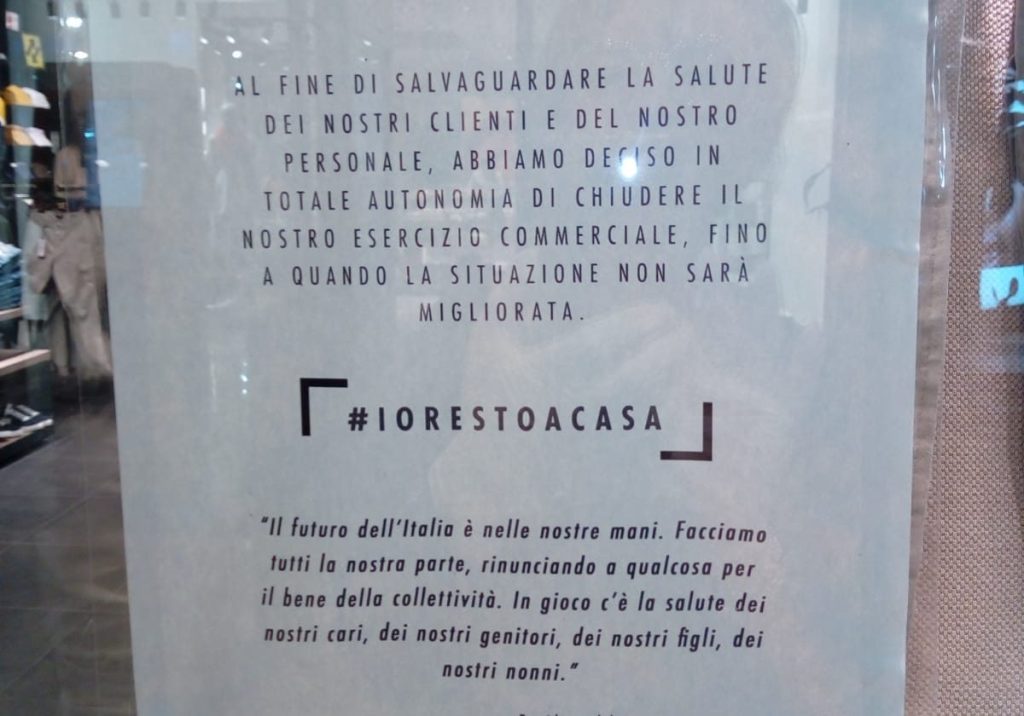 AL FINE DI SALVAGUARDARE LA SALUTE
DEI NOSTRI CLIENTI E DEL NOSTRO
PERSONALE, ABBIAMO DECISO IN
TOTALE AUTONOMIA DI CHIUDERE IL
NOSTRO ESERCIZIO COMMERCIALE, FINO
A QUANDO LA SITUAZIONE NON SARÀ
MIGLIORATA.
#IORESTOACASA
“Il futuro dell’Italia è nelle nostre mani. Facciamo
tutti la nostra parte, rinunciando a qualcosa per
il bene della collettività. In gioco c’è la salute dei
nostri cari, dei nostri genitori, dei nostri figli, dei
nostri nonni.”